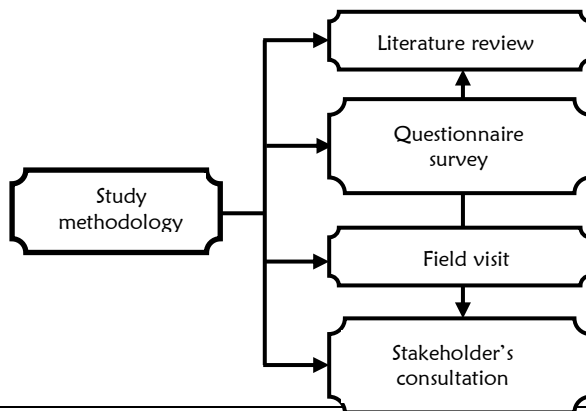 Literature review
Questionnaire
survey
Study
methodology
Field visit
Stakeholder's
consultation